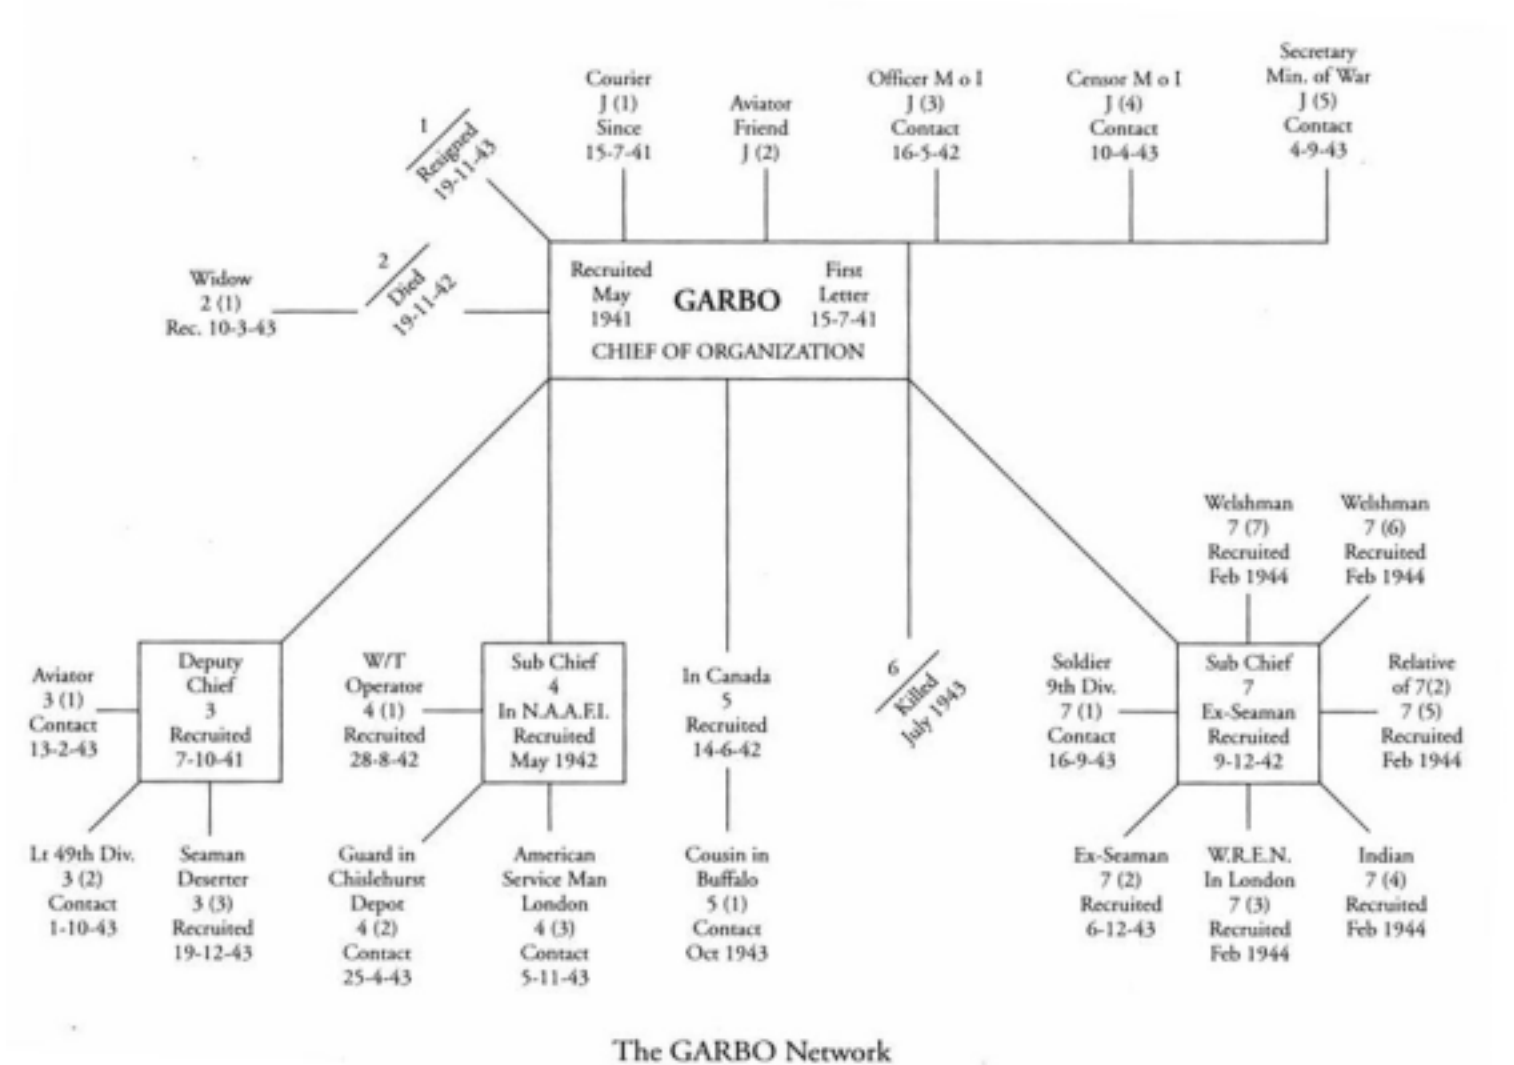 Courier
J (1)
Since
15-7-41
Aviator
Friend
J (2)
Officer M o I
J (3)
Contact
16-5-42
Censor M o I
J (4)
Contact
10-4-43
Secretary
Min. of War
J (5)
Contact
4-9-43
1
Resigned
19-11-43
2
Died
19-11-42
Widow
2 (1)
Rec. 10-3-43
Recruited
May
1941
GARBO
First
Letter
15-7-41
CHIEF OF ORGANIZATION
Aviator
3 (1)
Contact
13-2-43
Deputy
Chief
3
Recruited
7-10-41
Lt 49th Div.
3 (2)
Contact
1-10-43
Seaman
Deserter
3 (3)
Recruited
19-12-43
W/T
Operator
4 (1)
Recruited
28-8-42
Sub Chief
4
In N.A.A.F.I.
Recruited
May 1942
Guard in
Chislehurst
Depot
4 (2)
Contact
25-4-43
American
Service Man
London
4 (3)
Contact
5-11-43
In Canada
5
Recruited
14-6-42
Cousin in
Buffalo
5 (1)
Contact
Oct 1943
6
Killed
July 1943
Welshman
7 (7)
Recruited
Feb 1944
Welshman
7 (6)
Recruited
Feb 1944
Soldier
9th Div.
7 (1)
Contact
16-9-43
Sub Chief
7
Ex-Seaman
Recruited
9-12-42
Relative
of 7(2)
7 (5)
Recruited
Feb 1944
Ex-Seaman
7 (2)
Recruited
6-12-43
W.R.E.N.
In London
7 (3)
Recruited
Feb 1944
Indian
7 (4)
Recruited
Feb 1944
The GARBO Network